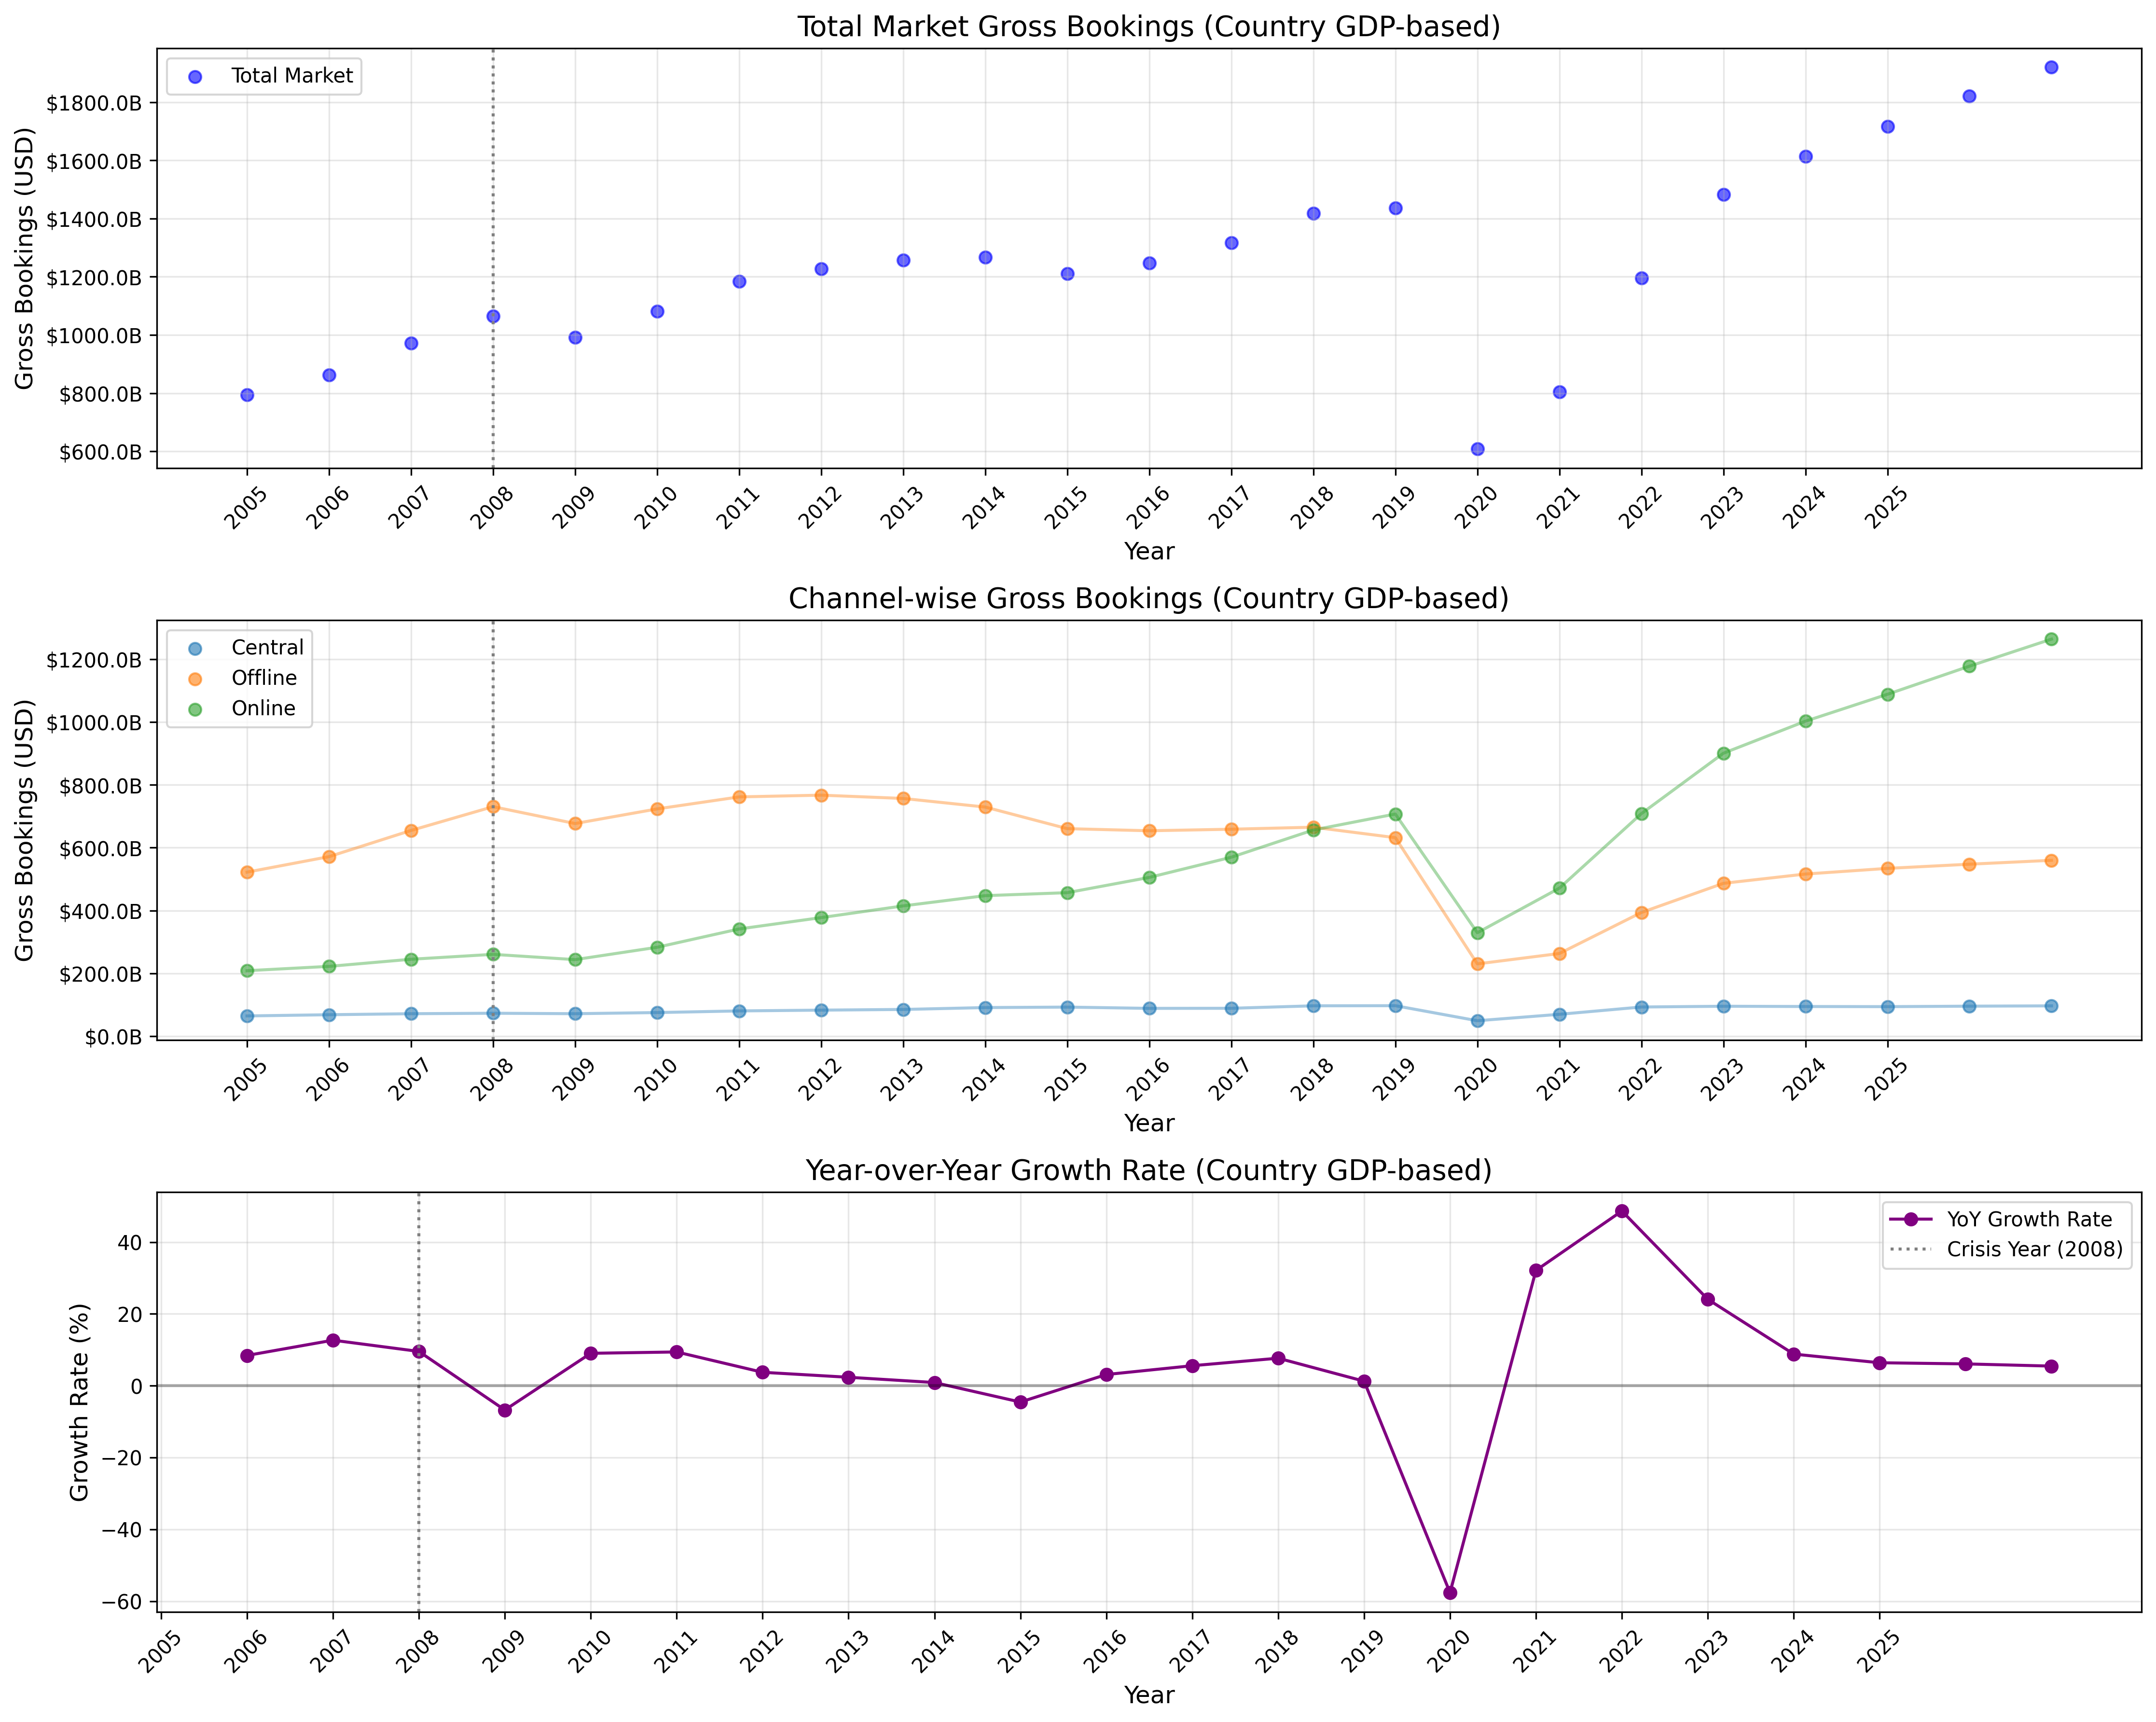 Total Market Gross Bookings (Country GDP-based)
Total Market
Gross Bookings (USD)
$1800.0B
$1600.0B
$1400.0B
$1200.0B
$1000.0B
$800.0B
$600.0B
2005 2006 2007 2008 2009 2010 2011 2012 2013 2014 2015 2016 2017 2018 2019 2020 2021 2022 2023 2024 2025
Year
Channel-wise Gross Bookings (Country GDP-based)
Central
Offline
Online
Gross Bookings (USD)
$1200.0B
$1000.0B
$800.0B
$600.0B
$400.0B
$200.0B
$0.0B
2005 2006 2007 2008 2009 2010 2011 2012 2013 2014 2015 2016 2017 2018 2019 2020 2021 2022 2023 2024 2025
Year
Year-over-Year Growth Rate (Country GDP-based)
YoY Growth Rate
Crisis Year (2008)
Growth Rate (%)
40
20
0
−20
−40
−60
2005 2006 2007 2008 2009 2010 2011 2012 2013 2014 2015 2016 2017 2018 2019 2020 2021 2022 2023 2024 2025
Year